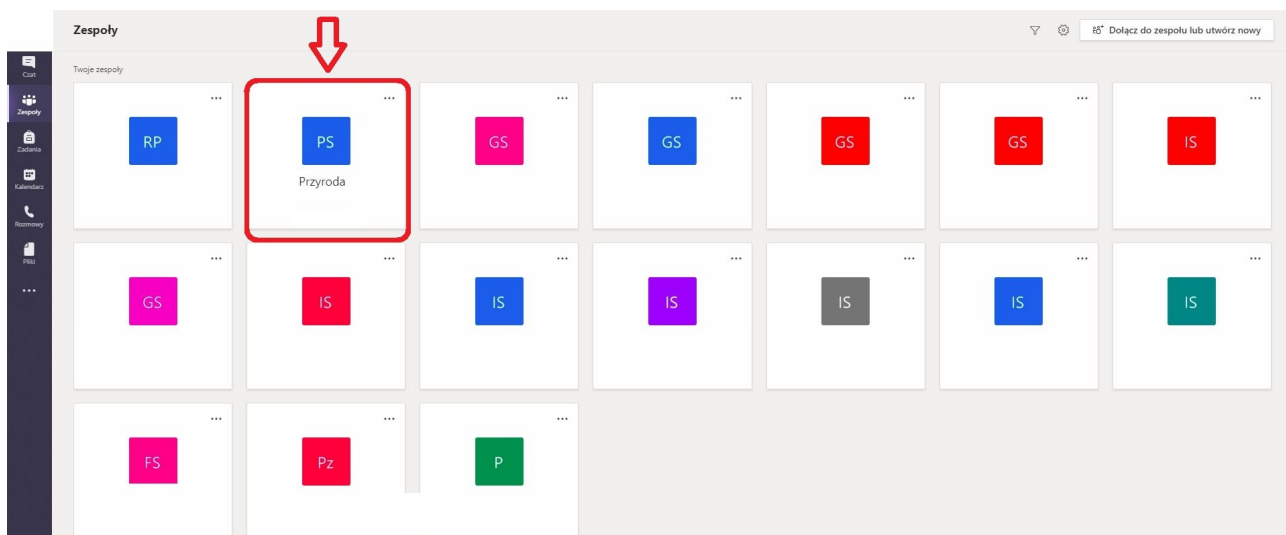 Zespoły
Dołącz do zespołu lub utwórz nowy
Czat
Zespoły
Zadania
Kalendarz
Rozmowy
Pliki
Twoje zespoły
RP
PS
Przyroda
GS
GS
GS
GS
IS
GS
IS
IS
IS
IS
IS
IS
FS
Pz
P